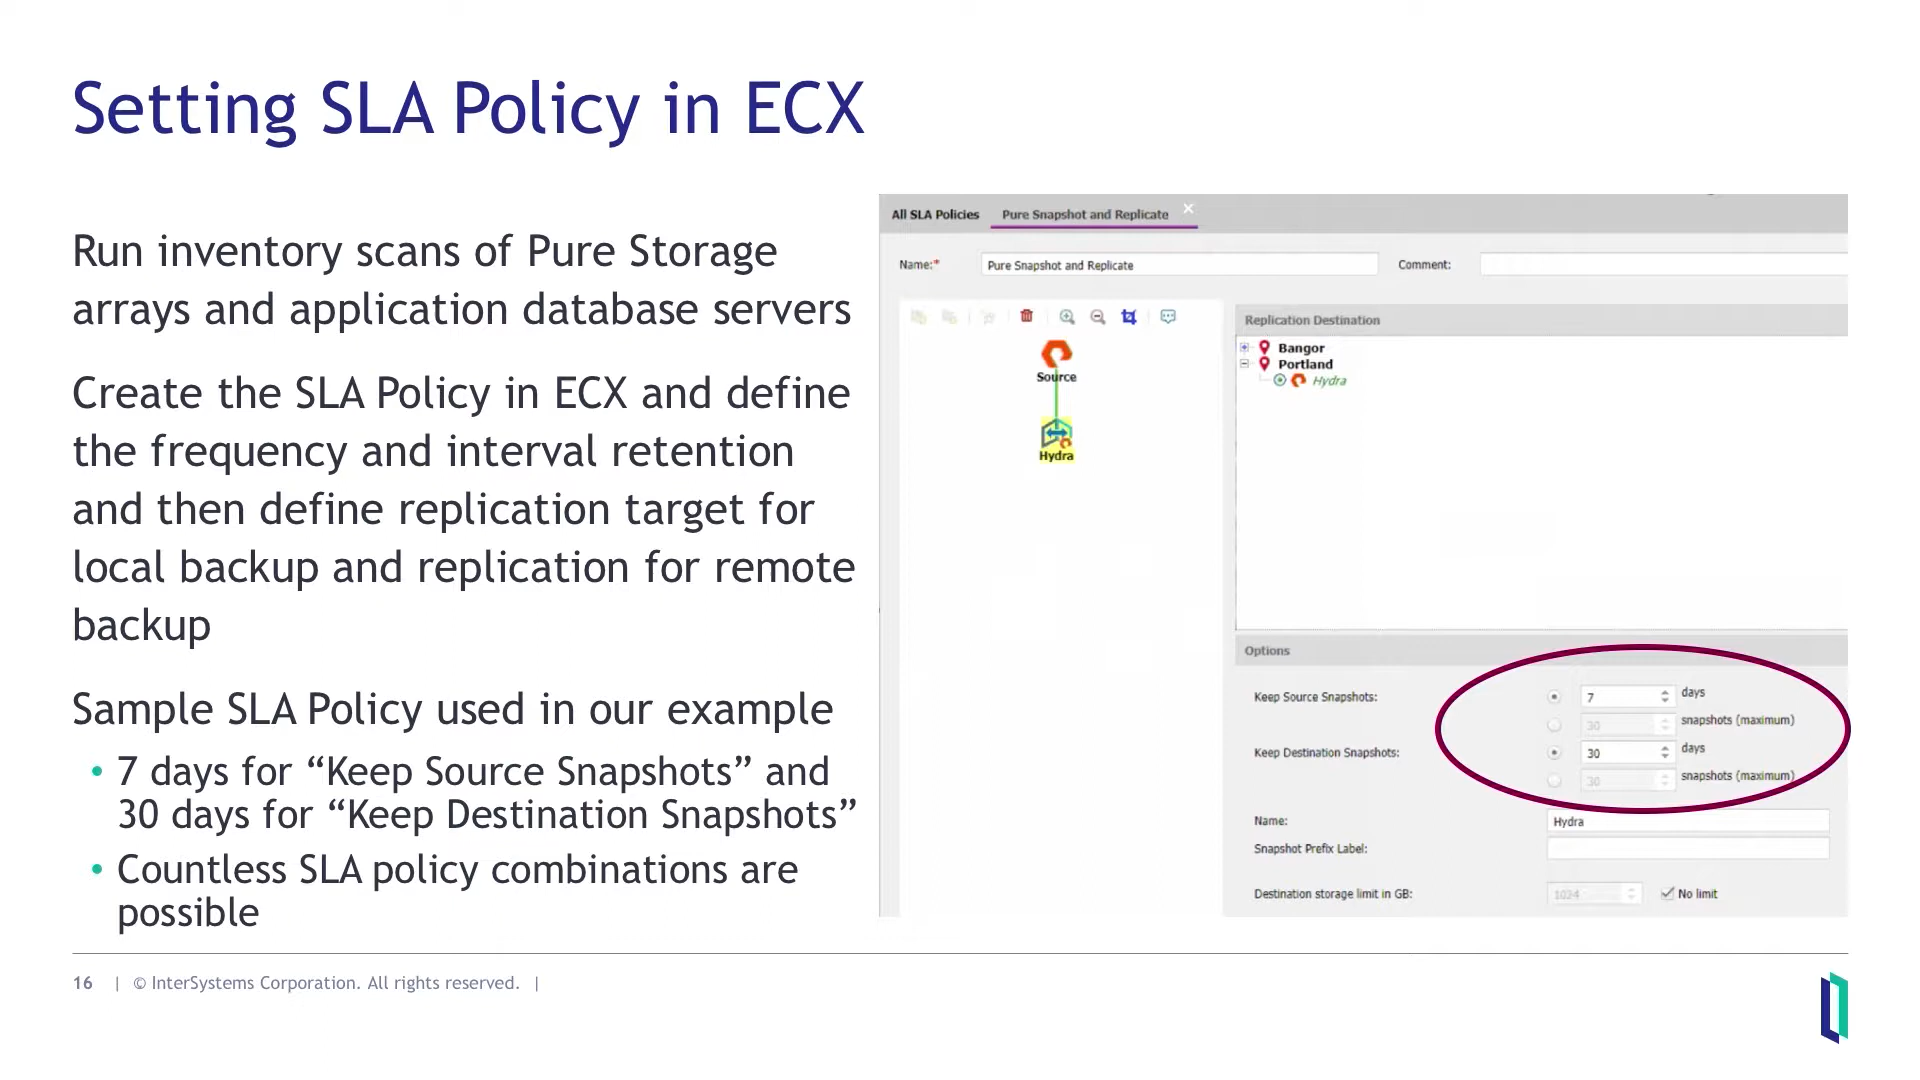 Setting SLA Policy in ECX
Run inventory scans of Pure Storage
arrays and application database servers
Create the SLA Policy in ECX and define
the frequency and interval retention
and then define replication target for
local backup and replication for remote
backup
Sample SLA Policy used in our example
• 7 days for “Keep Source Snapshots” and
30 days for “Keep Destination Snapshots”
• Countless SLA policy combinations are
possible
All SLA Policies Pure Snapshot and Replicate
Name:* Pure Snapshot and Replicate Comment:
Source
Hydra
Replication Destination
Bangor
Portland
Hydra
Options
Keep Source Snapshots: 7 days
30 snapshots (maximum)
Keep Destination Snapshots: 30 days
30 snapshots (maximum)
Name: Hydra
Snapshot Prefix Label:
Destination storage limit in GB: 1024 No limit
16 | © InterSystems Corporation. All rights reserved. |